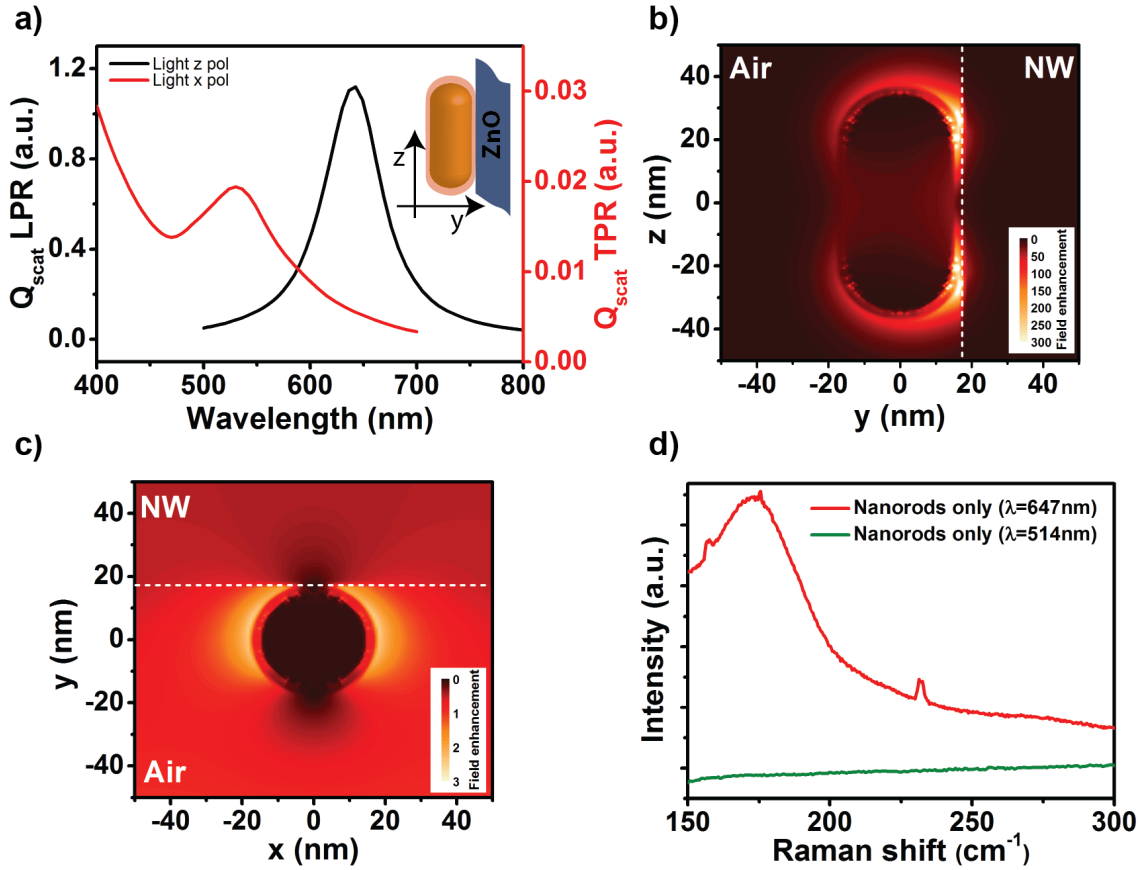 a)
Light z pol
Light x pol
Q_scat LPR (a.u.)
1.2
0.9
0.6
0.4
0.0
400 500 600 700 800
Wavelength (nm)
Q_scat TPR (a.u.)
0.03
0.02
0.01
0.00
z
y
ZnO
b)
Air
NW
z (nm)
40
20
0
-20
-40
-40 -20 0 20 40
y (nm)
0
50
100
150
200
250
300
Field enhancement
c)
NW
Air
y (nm)
40
20
0
-20
-40
-40 -20 0 20 40
x (nm)
0
1
2
3
Field enhancement
d)
Nanorods only (λ=647nm)
Nanorods only (λ=514nm)
Intensity (a.u.)
150 200 250 300
Raman shift (cm⁻¹)